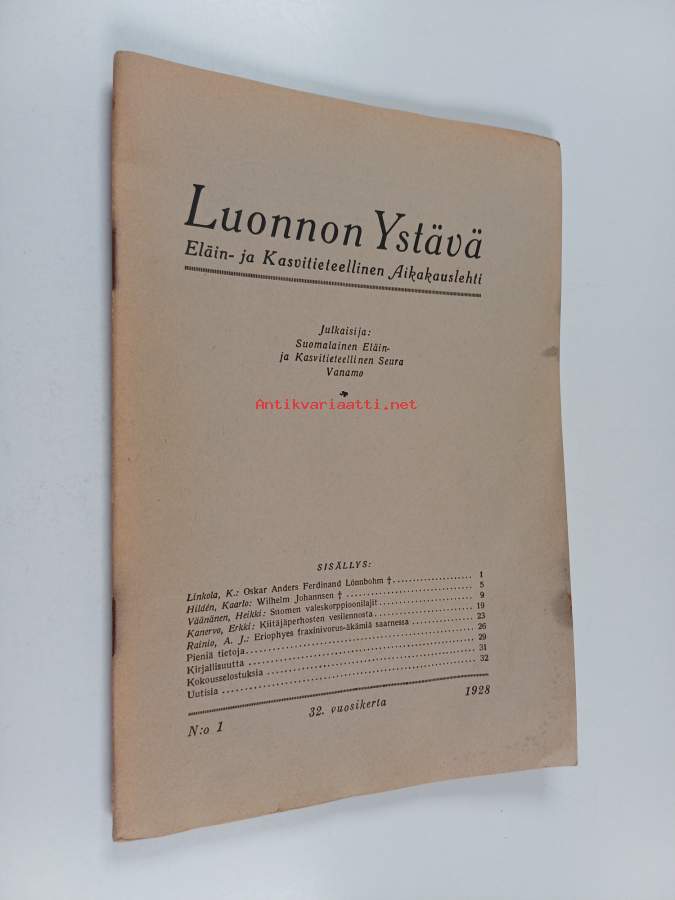 Luonnon Ystävä
Eläin- ja Kasvitieteellinen Aikakauslehti
Julkaisija:
Suomalainen Eläin-
ja Kasvitieteellinen Seura
Vanamo
Antikvariaatti.net
SISÄLLYS:
Linkola, K.: Oskar Anders Ferdinand Lönnbohm † 1
Hildén, Kaarlo: Wilhelm Johannsen † 5
Väänänen, Heikki: Suomen valeskorppioonilajit 9
Kanervo, Erkki: Kiitäjäperhosten vesilennosta 19
Rainio, A. J.: Eriophyes fraxinivorus-äkämiä saarnessa 23
Pieniä tietoja 26
Kirjallisuutta 29
Kokousselostuksia 31
Uutisia 32
N:o 1 32. vuosikerta 1928